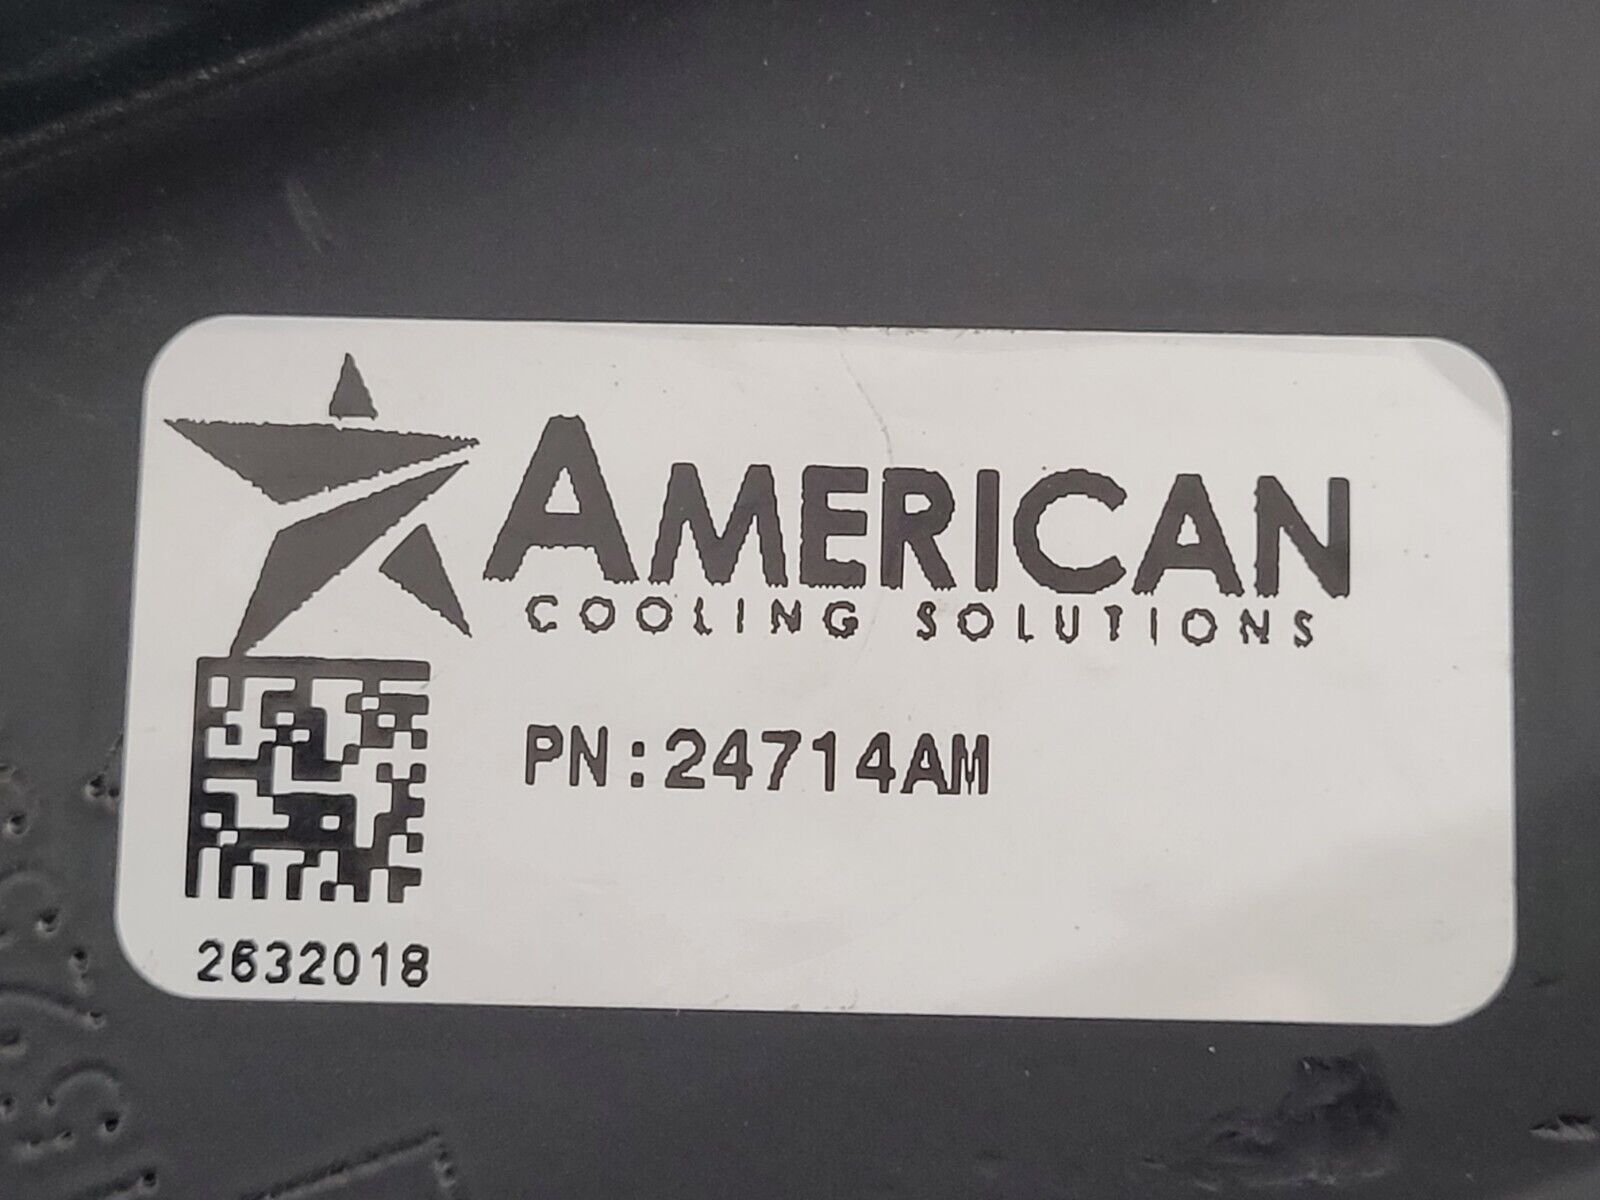 AMERICAN
COOLING SOLUTIONS
PN:24714AM
2632018